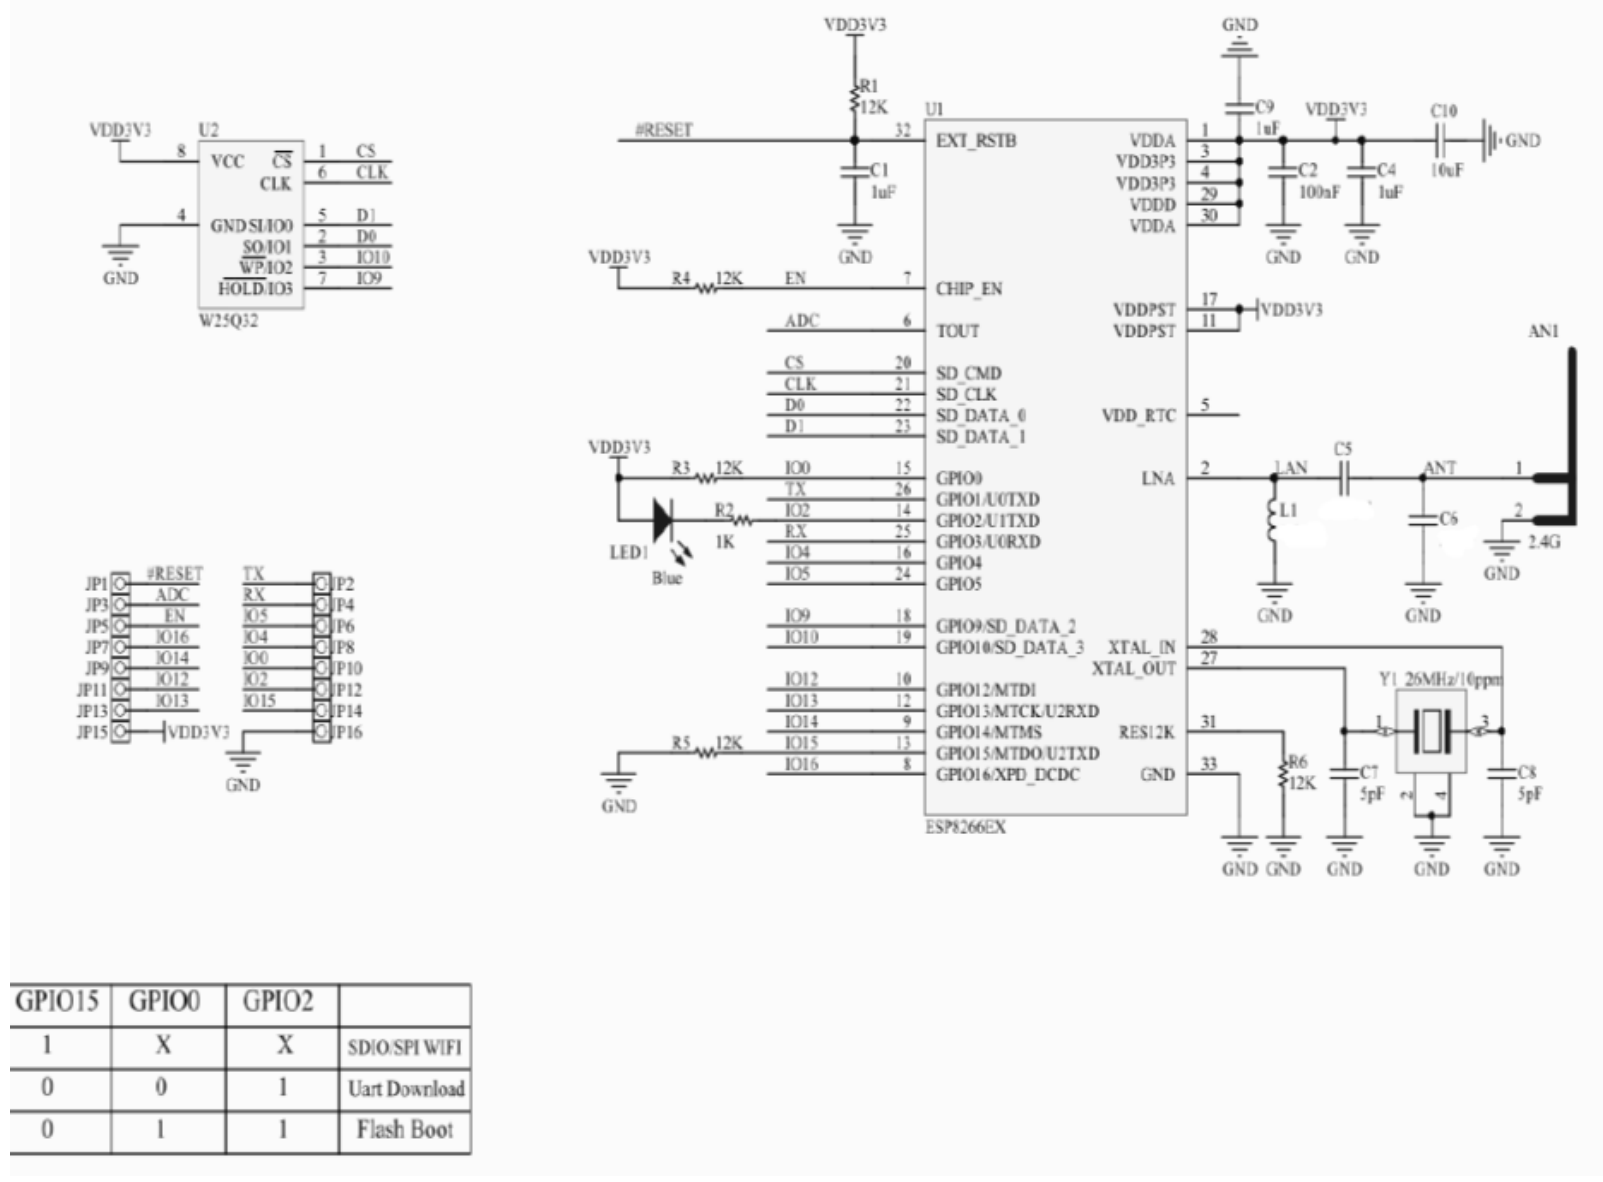 VDD3V3
U2
8
VCC
CS
1
CS
CLK
6
CLK
4
GND
SI/IO0
5
D1
SO/IO1
2
D0
WP/IO2
3
IO10
HOLD/IO3
7
IO9
GND
W25Q32
JP1
#RESET
TX
JP2
JP3
ADC
RX
JP4
JP5
EN
IO5
JP6
JP7
IO16
IO4
JP8
JP9
IO14
IO0
JP10
JP11
IO12
IO2
JP12
JP13
IO13
IO15
JP14
JP15
VDD3V3
JP16
GND
VDD3V3
R1
12K
#RESET
C1
1uF
GND
VDD3V3
R4
12K
EN
ADC
CS
CLK
D0
D1
VDD3V3
R3
12K
IO0
TX
R2
1K
IO2
RX
IO4
IO5
LED1
Blue
IO9
IO10
IO12
IO13
IO14
R5
12K
IO15
IO16
GND
U1
32
EXT_RSTB
7
CHIP_EN
6
TOUT
20
SD_CMD
21
SD_CLK
22
SD_DATA_0
23
SD_DATA_1
15
GPIO0
26
GPIO1/U0TXD
14
GPIO2/U1TXD
25
GPIO3/U0RXD
16
GPIO4
24
GPIO5
18
GPIO9/SD_DATA_2
19
GPIO10/SD_DATA_3
10
GPIO12/MTDI
12
GPIO13/MTCK/U2RXD
9
GPIO14/MTMS
13
GPIO15/MTDO/U2TXD
8
GPIO16/XPD_DCDC
ESP8266EX
VDDA
1
VDD3P3
3
VDD3P3
4
VDDD
29
VDDA
30
VDDPST
17
VDDPST
11
VDD3V3
VDD_RTC
5
LNA
2
XTAL_IN
28
XTAL_OUT
27
RES12K
31
GND
33
GND
C9
1uF
VDD3V3
C10
10uF
GND
C2
100nF
GND
C4
1uF
GND
LAN
L1
GND
C5
ANT
C6
GND
AN1
1
2
2.4G
GND
Y1 26MHz/10ppm
1
3
2
4
R6
12K
C7
5pF
C8
5pF
GND
GND
GND
GND
GND
GPIO15 GPIO0 GPIO2
1 X X SDIO/SPI WIFI
0 0 1 Uart Download
0 1 1 Flash Boot